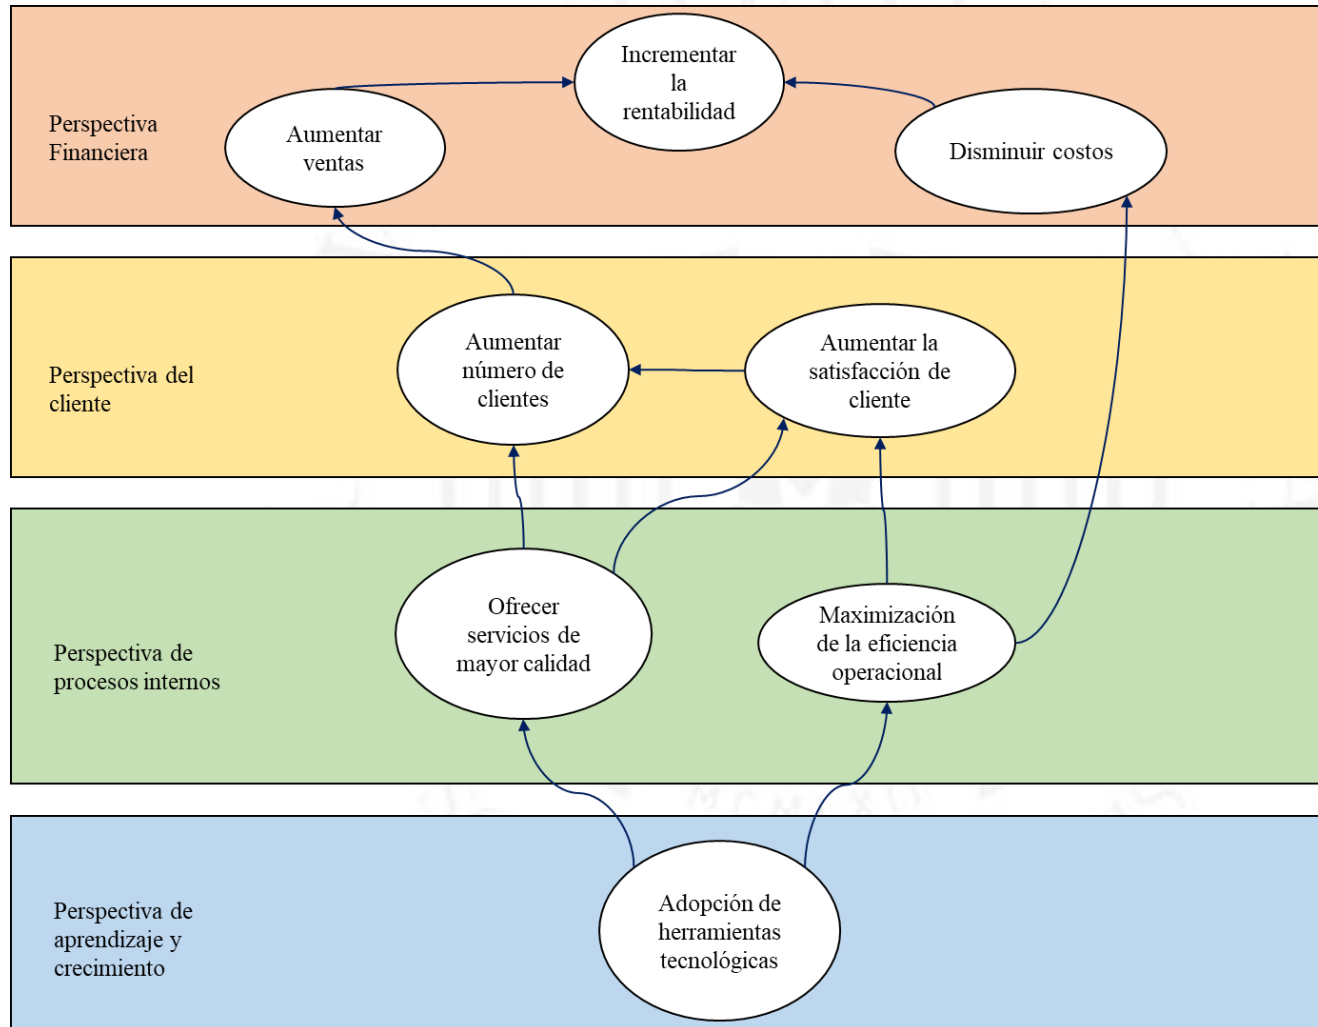 Incrementar
la
rentabilidad
Perspectiva
Financiera
Aumentar
ventas
Disminuir costos
Perspectiva del
cliente
Aumentar
número de
clientes
Aumentar la
satisfacción de
cliente
Perspectiva de
procesos internos
Ofrecer
servicios de
mayor calidad
Maximización
de la eficiencia
operacional
Perspectiva de
aprendizaje y
crecimiento
Adopción de
herramientas
tecnológicas